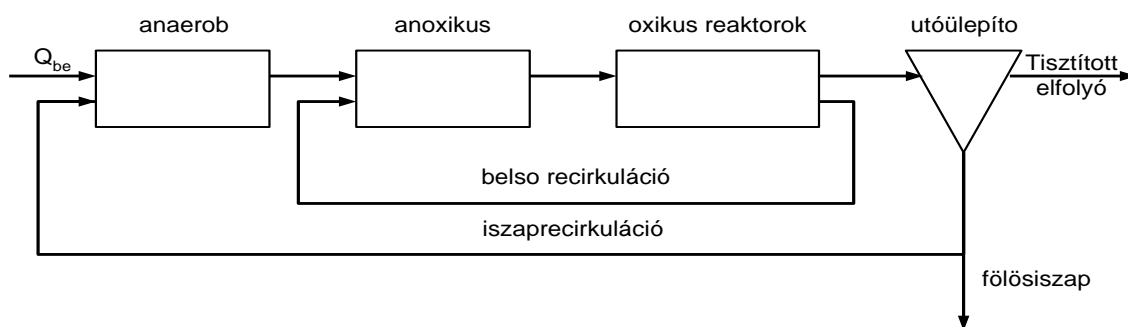 anaerob
anoxikus
oxikus reaktorok
utóülepíto
Qbe
Tisztított
elfolyó
belso recirkuláció
iszaprecirkuláció
fölösiszap